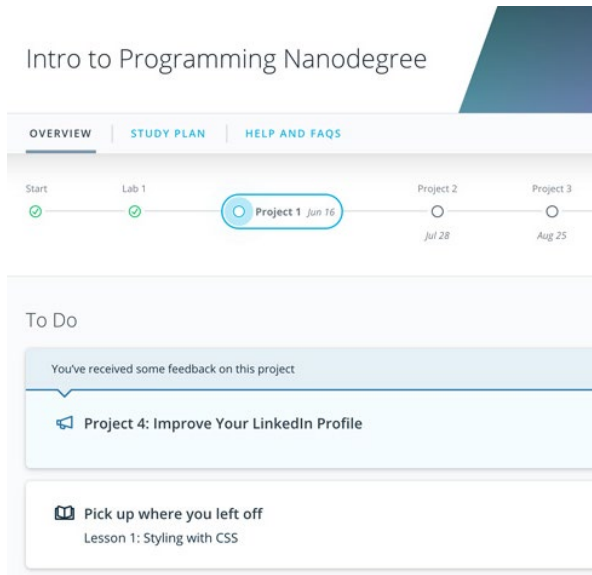 Intro to Programming Nanodegree
OVERVIEW STUDY PLAN HELP AND FAQS
Start Lab 1 Project 2 Project 3
Project 1 Jun 16
Jul 28 Aug 25
To Do
You've received some feedback on this project
Project 4: Improve Your LinkedIn Profile
Pick up where you left off
Lesson 1: Styling with CSS